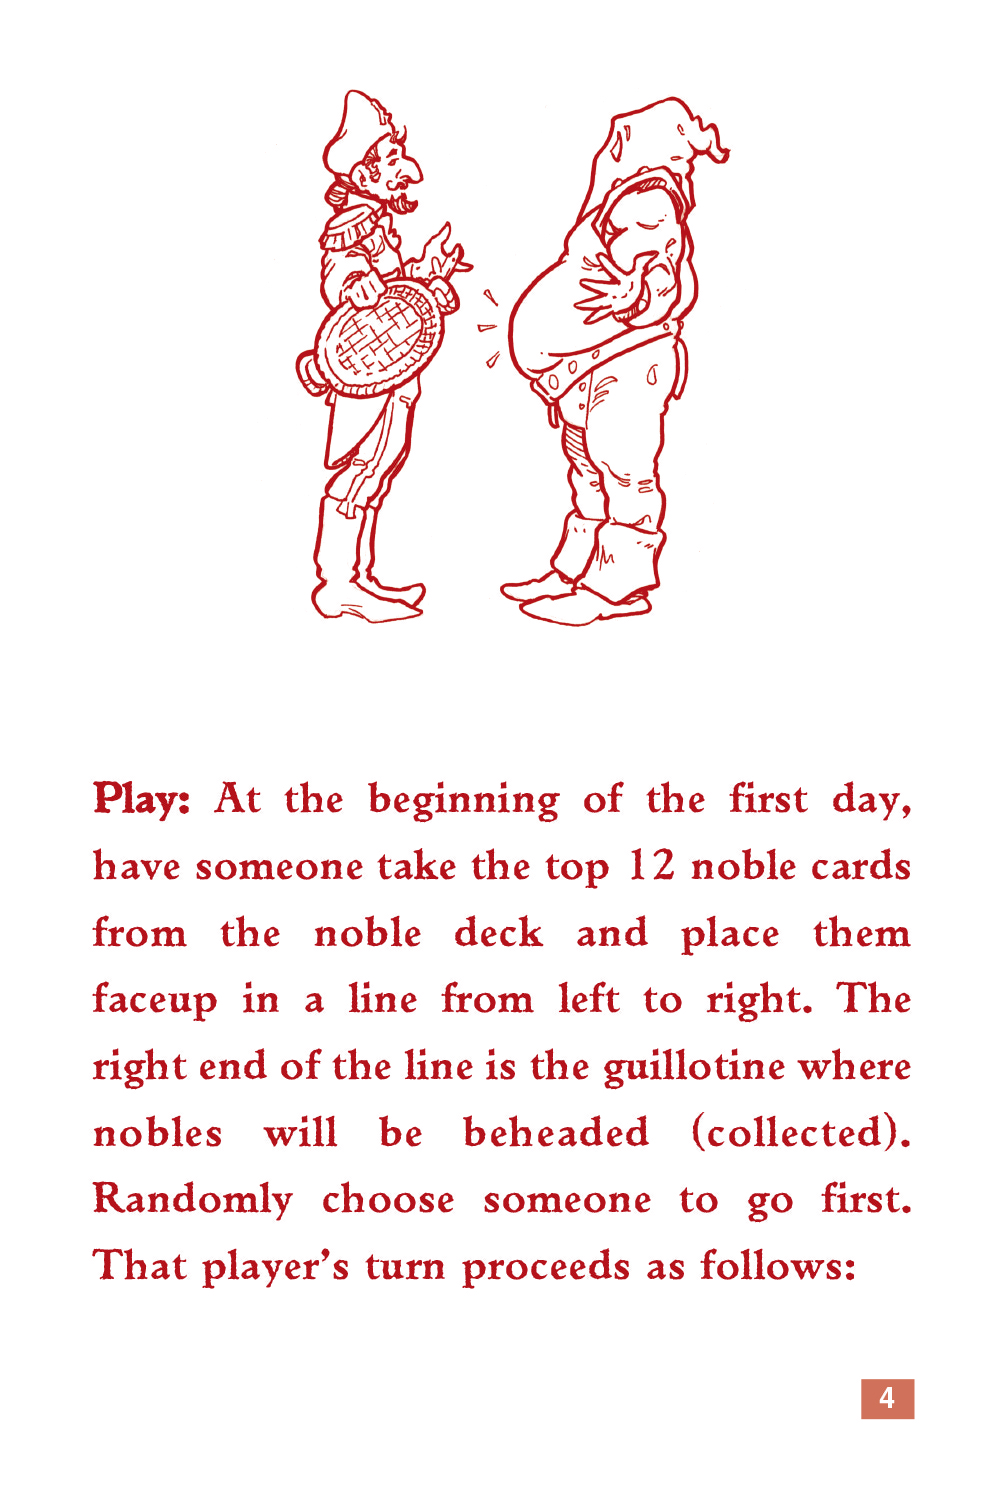 Play: At the beginning of the first day,
have someone take the top 12 noble cards
from the noble deck and place them
faceup in a line from left to right. The
right end of the line is the guillotine where
nobles will be beheaded (collected).
Randomly choose someone to go first.
That player’s turn proceeds as follows:
4